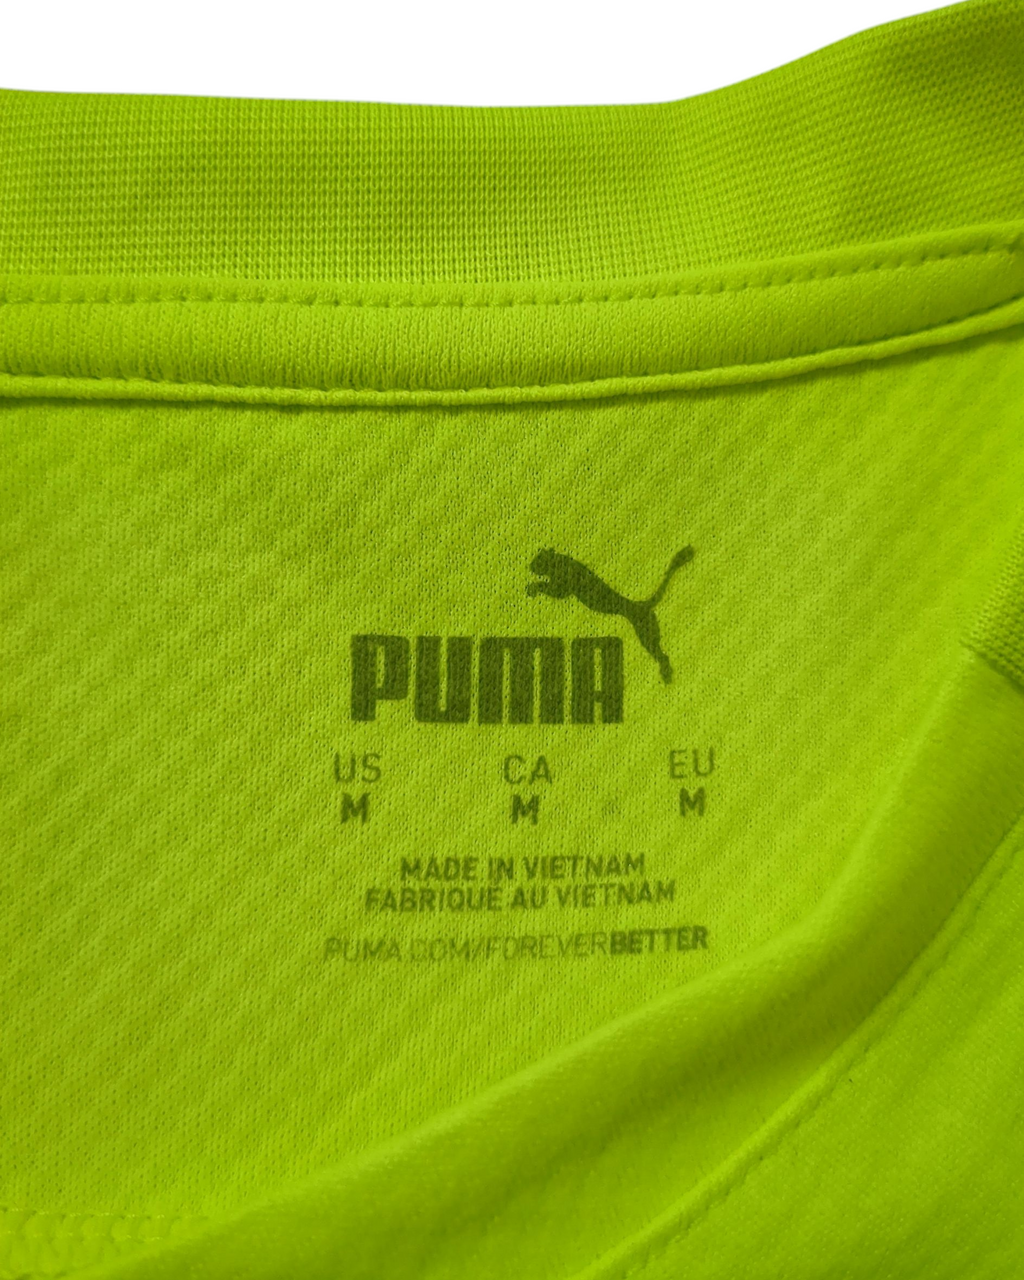 PUMA
US CA EU
M M M
MADE IN VIETNAM
FABRIQUE AU VIETNAM
PUMA.COM/FOREVERBETTER